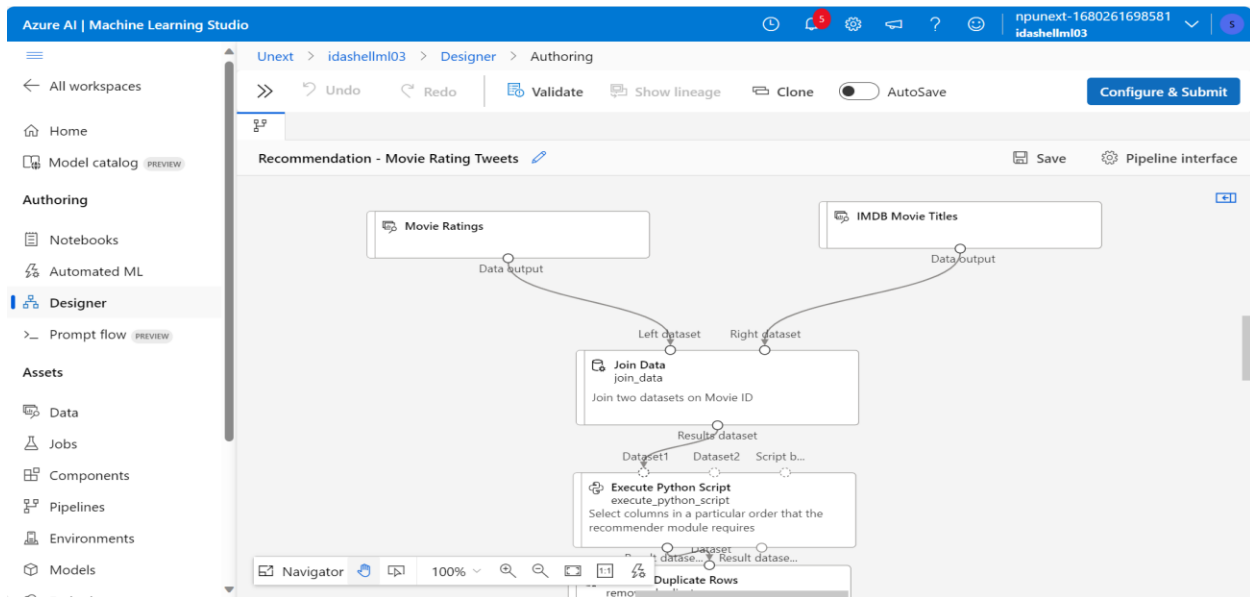 Azure AI | Machine Learning Studio
5
npunext-1680261698581
idashellml03
S
All workspaces
Home
Model catalog PREVIEW
Authoring
Notebooks
Automated ML
Designer
Prompt flow PREVIEW
Assets
Data
Jobs
Components
Pipelines
Environments
Models
Unext > idashellml03 > Designer > Authoring
Undo Redo Validate Show lineage Clone AutoSave Configure & Submit
Recommendation - Movie Rating Tweets Save Pipeline interface
Movie Ratings
Data output
IMDB Movie Titles
Data output
Left dataset Right dataset
Join Data
join_data
Join two datasets on Movie ID
Results dataset
Dataset1 Dataset2 Script b...
Execute Python Script
execute_python_script
Select columns in a particular order that the
recommender module requires
Dataset
Result datase... Result datase...
Duplicate Rows
Navigator 100% 1:1